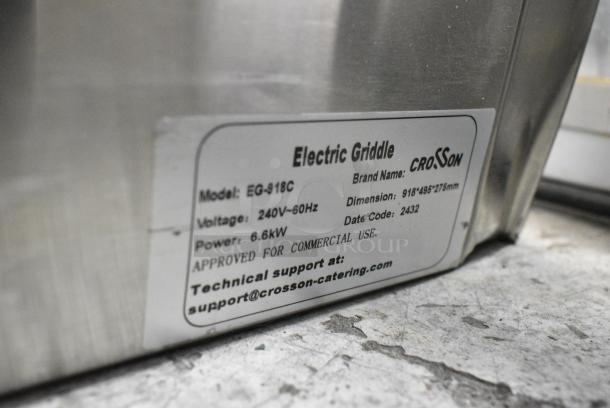 Electric Griddle
Model: EG-818C
Brand Name: CROSSON
Voltage: 240V~60Hz
Dimension: 918*486*275mm
Power: 6.6kW
Date Code: 2432
APPROVED FOR COMMERCIAL USE.
Technical support at:
support@crosson-catering.com